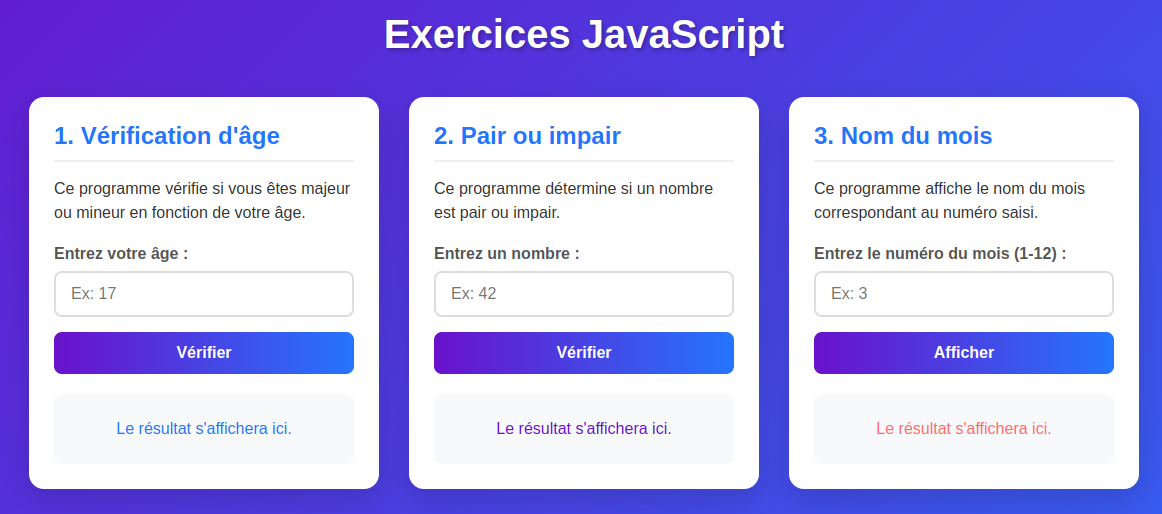 Exercices JavaScript
1. Vérification d'âge
Ce programme vérifie si vous êtes majeur
ou mineur en fonction de votre âge.
Entrez votre âge :
Ex: 17
Vérifier
Le résultat s'affichera ici.
2. Pair ou impair
Ce programme détermine si un nombre
est pair ou impair.
Entrez un nombre :
Ex: 42
Vérifier
Le résultat s'affichera ici.
3. Nom du mois
Ce programme affiche le nom du mois
correspondant au numéro saisi.
Entrez le numéro du mois (1-12) :
Ex: 3
Afficher
Le résultat s'affichera ici.